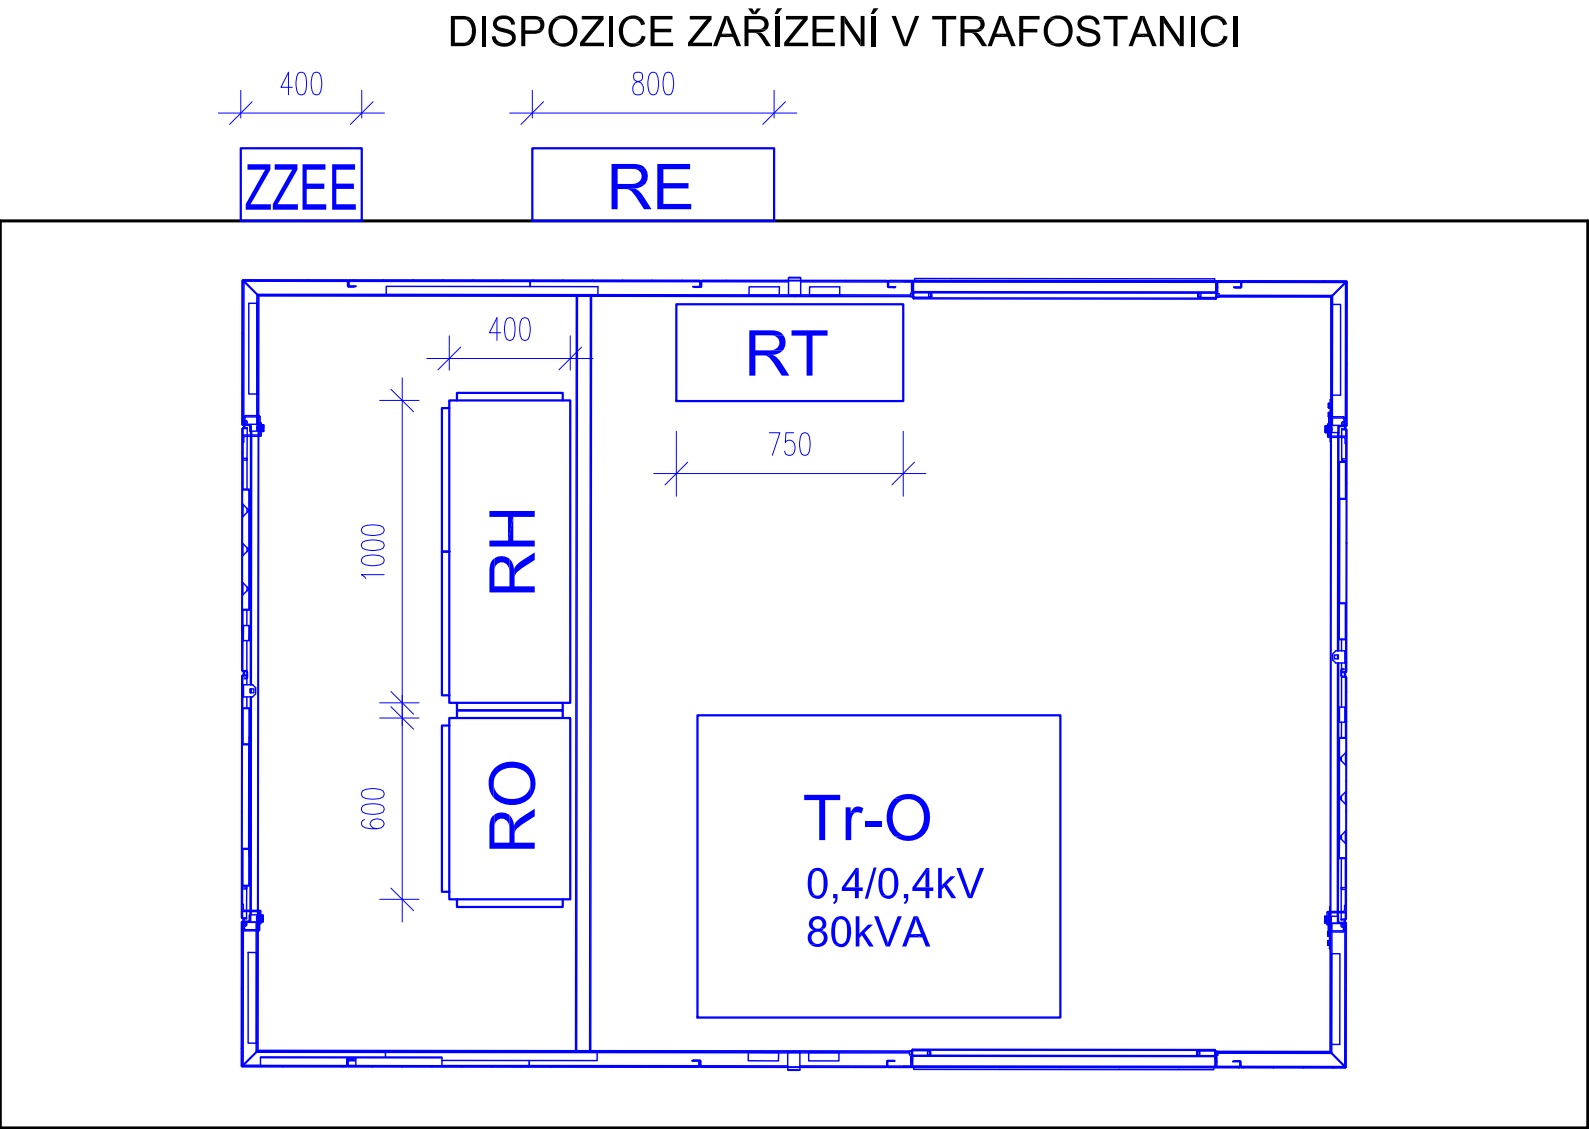 DISPOZICE ZAŘÍZENÍ V TRAFOSTANICI
400
800
ZZEE
RE
400
RT
750
1000
RH
600
RO
Tr-O
0,4/0,4kV
80kVA